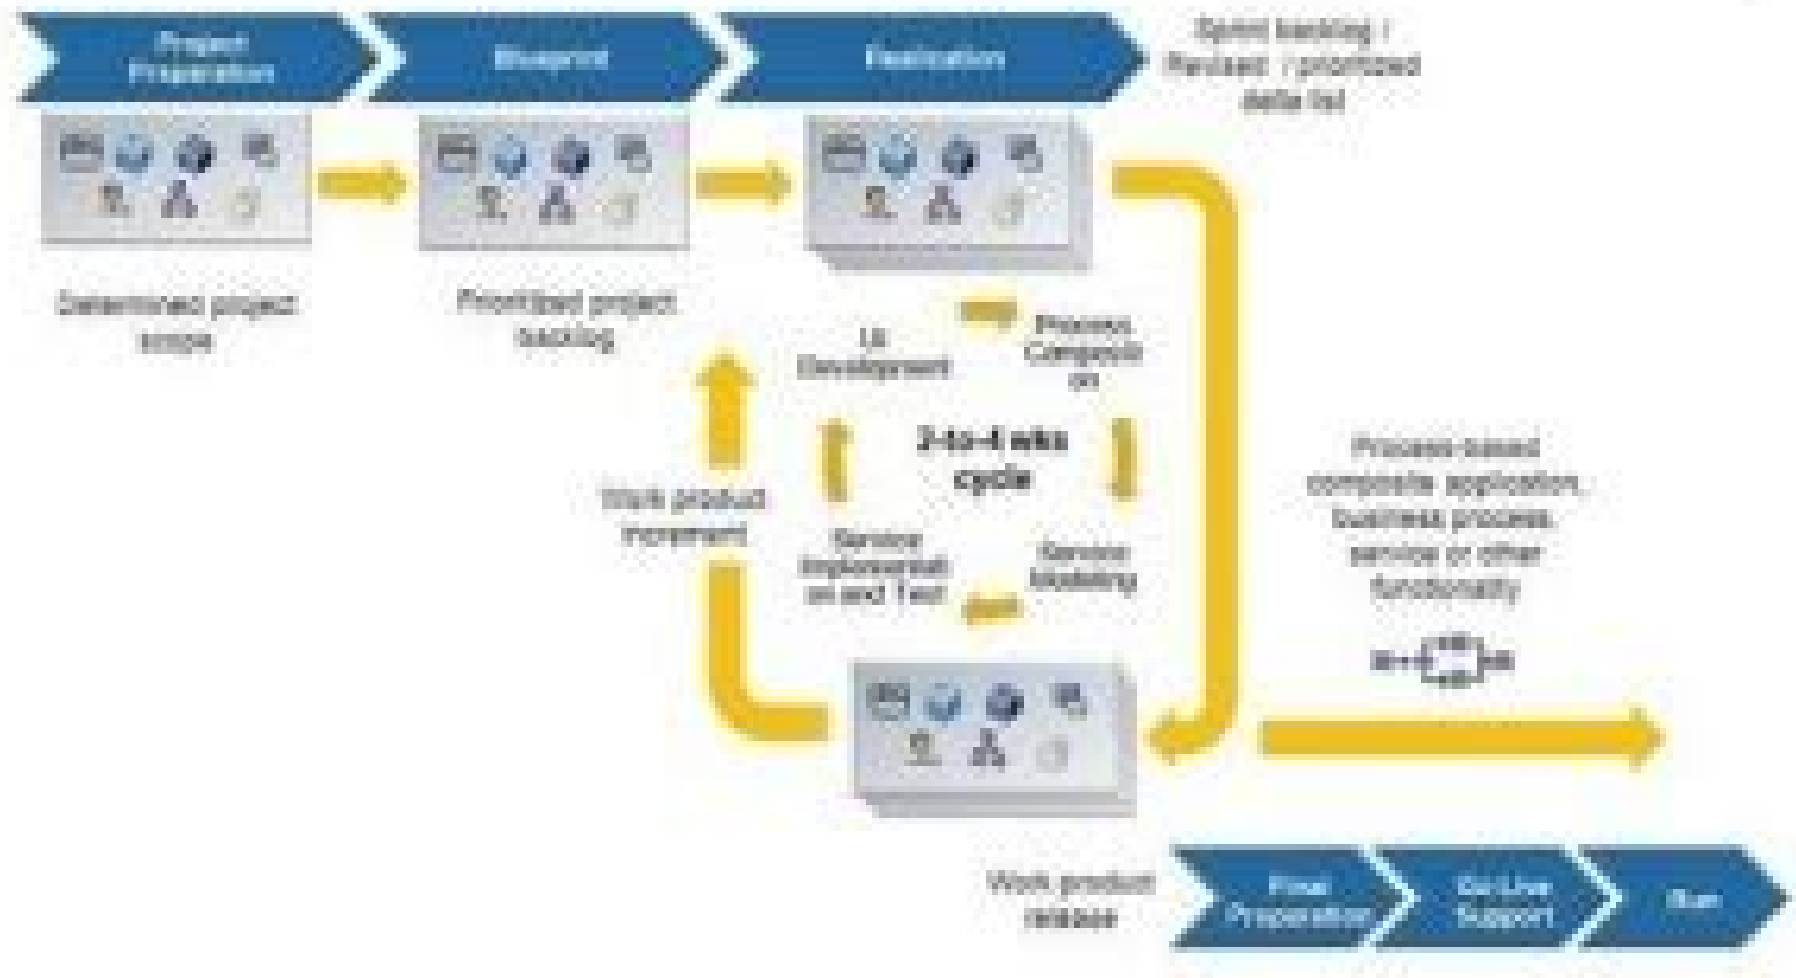 Project
Preparation
Blueprint
Realization
Sprint backlog /
Revised / prioritized
delta list
Determined project
scope
Prioritized project
backlog
UI
Development
Process
Compositi
on
2-to-4 wks
cycle
Work product
increment
Service
Implementati
on and Test
Service
Modeling
Process-based
composite application,
business process,
service or other
functionality
Work product
release
Final
Preparation
Go-Live
Support
Run